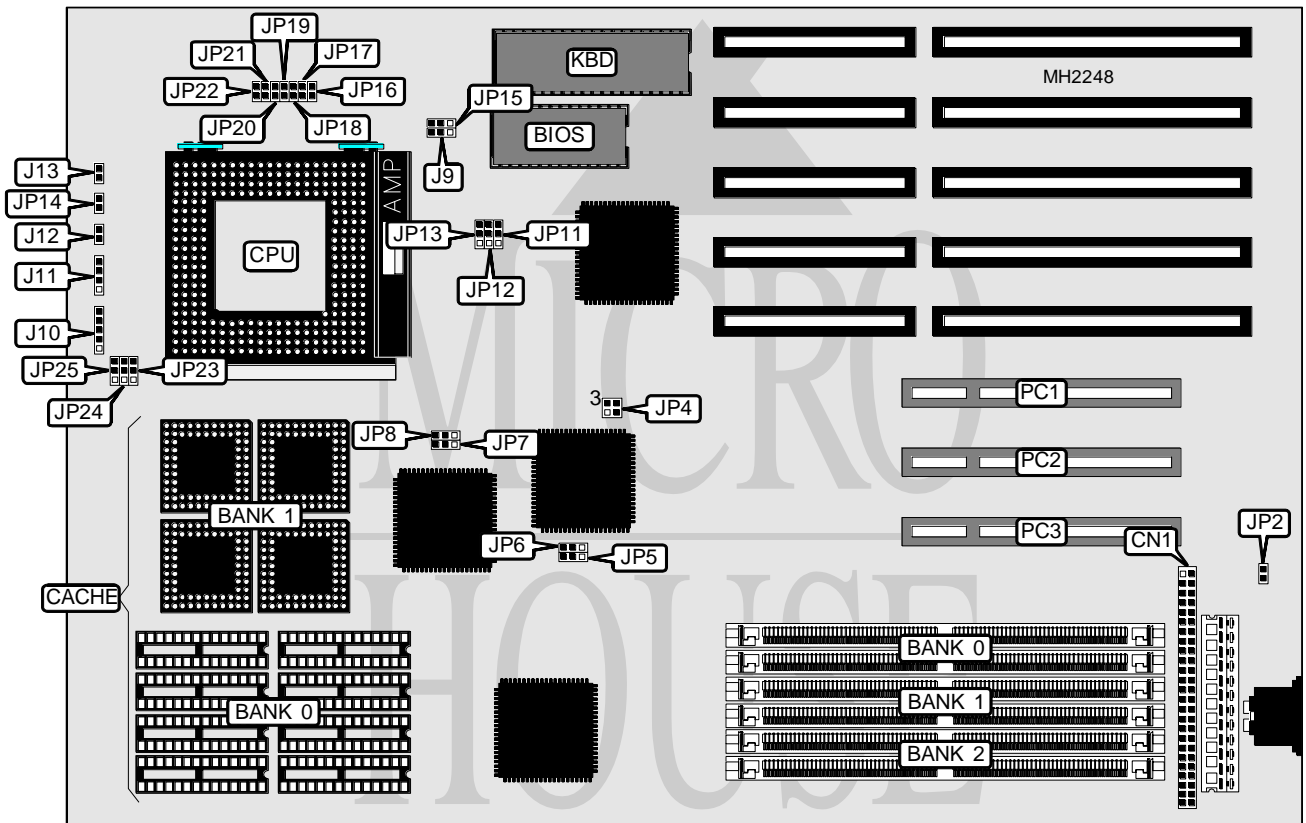 JP19
JP21
JP17
JP22
JP16
JP20
JP18
KBD
MH2248
JP15
BIOS
J9
J13
JP14
J12
J11
J10
AMP
CPU
JP13
JP11
JP12
JP25
JP23
JP24
PC1
3
JP4
JP8
JP7
PC2
BANK 1
JP6
JP5
PC3
CN1
JP2
CACHE
BANK 0
BANK 0
BANK 1
BANK 2
MICRO
HOUSE